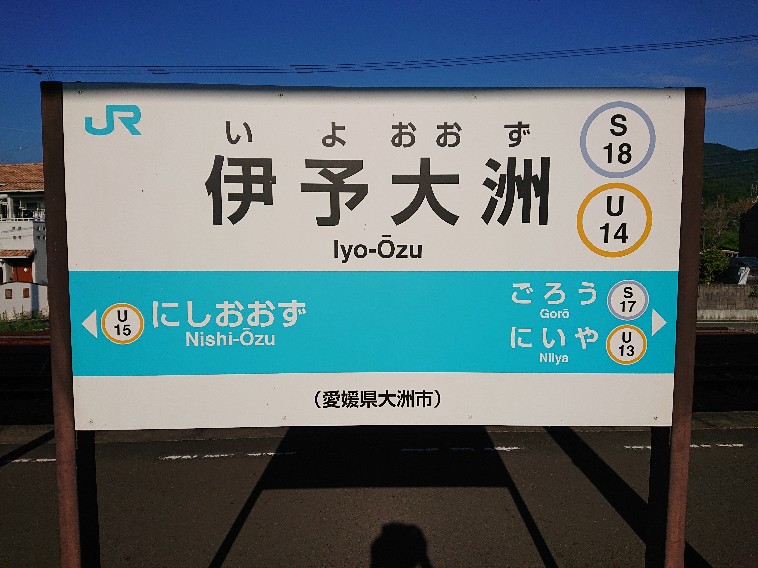 JR
いよおおず
伊予大洲
Iyo-Ōzu
S
18
U
14
U
15
にしおおず
Nishi-Ōzu
ごろう
Gorō
S
17
にいや
Niiya
U
13
(愛媛県大洲市)